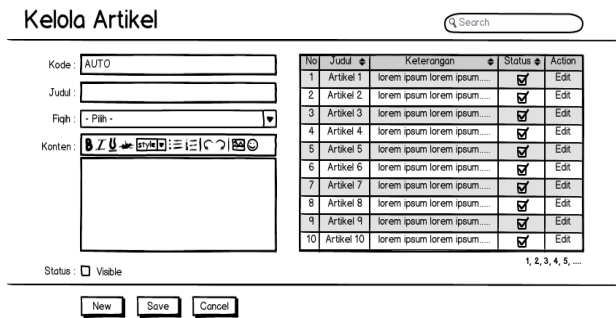 Kelola Artikel
Search
Kode : AUTO
Judul :
Fiqih : - Pilih -
Konten : B I U abc style
Status : Visible
New Save Cancel
No Judul Keterangan Status Action
1 Artikel 1 lorem ipsum lorem ipsum..... Edit
2 Artikel 2 lorem ipsum lorem ipsum..... Edit
3 Artikel 3 lorem ipsum lorem ipsum..... Edit
4 Artikel 4 lorem ipsum lorem ipsum..... Edit
5 Artikel 5 lorem ipsum lorem ipsum..... Edit
6 Artikel 6 lorem ipsum lorem ipsum..... Edit
7 Artikel 7 lorem ipsum lorem ipsum..... Edit
8 Artikel 8 lorem ipsum lorem ipsum..... Edit
9 Artikel 9 lorem ipsum lorem ipsum..... Edit
10 Artikel 10 lorem ipsum lorem ipsum..... Edit
1, 2, 3, 4, 5, ....